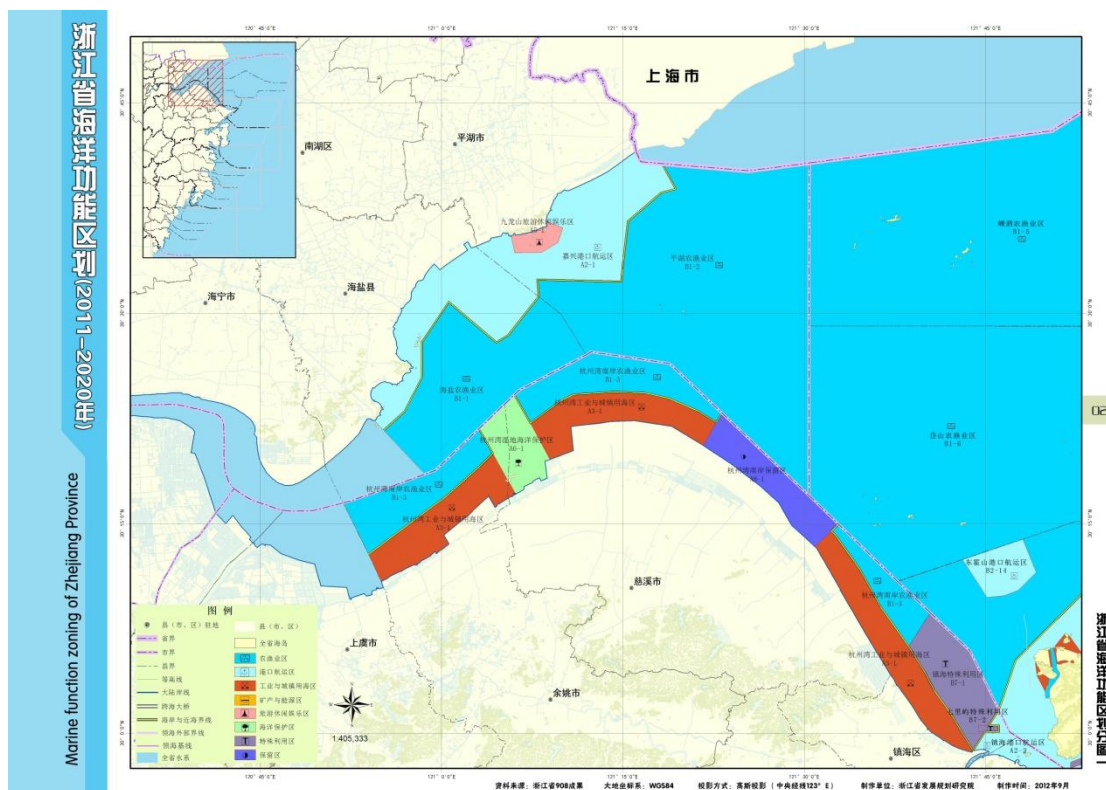 浙江省海洋功能区划(2011-2020年)
Marine function zoning of Zhejiang Province
120°45′0″E
121°0′0″E
121°15′0″E
上海市
平湖市
南湖区
九龙山旅游休闲娱乐区
A5-1
嘉兴港口航运区
A2-1
平湖农渔业区
B1-2
嵊泗农渔业区
B1-5
海宁市
海盐县
海盐农渔业区
B1-1
杭州湾南岸农渔业区
B1-3
杭州湾工业与城镇用海区
A3-1
杭州湾湿地海洋保护区
A6-1
岱山农渔业区
B1-6
02
杭州湾南岸农渔业区
B1-3
杭州湾工业与城镇用海区
A3-1
杭州湾南岸保留区
慈溪市
B2-14
杭州湾南岸农渔业区
B1-3
杭州湾工业与城镇用海区
A3-1
镇海特殊利用区
B7-1
七里屿特殊利用区
B7-2
镇海港口航运区
A2-2
上虞市
余姚市
镇海区
1:405,333
图 例
县(市、区)驻地
省界
市界
县界
等高线
大陆岸线
跨海大桥
海岸与近海界线
领海外部界线
领海基线
全省水系
县(市、区)
全省海岛
农渔业区
港口航运区
工业与城镇用海区
矿产与能源区
旅游休闲娱乐区
海洋保护区
特殊利用区
保留区
浙江省海洋功能区划分图一
资料来源：浙江省908成果 大地坐标系：WGS84 投影方式：高斯投影（中央经线123°E） 制作单位：浙江省发展规划研究院 制作时间：2012年9月